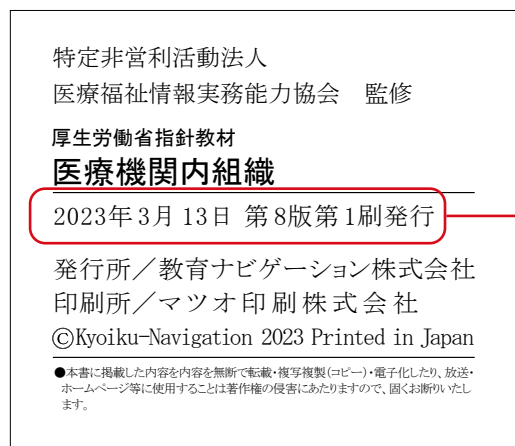 特定非営利活動法人
医療福祉情報実務能力協会　監修
厚生労働省指針教材
医療機関内組織
2023年3月13日 第8版第1刷発行
発行所／教育ナビゲーション株式会社
印刷所／マツオ印刷株式会社
©Kyoiku-Navigation 2023 Printed in Japan
●本書に掲載した内容を内容を無断で転載・複写複製(コピー)・電子化したり、放送・
ホームページ等に使用することは著作権の侵害にあたりますので、固くお断りいたし
ます。